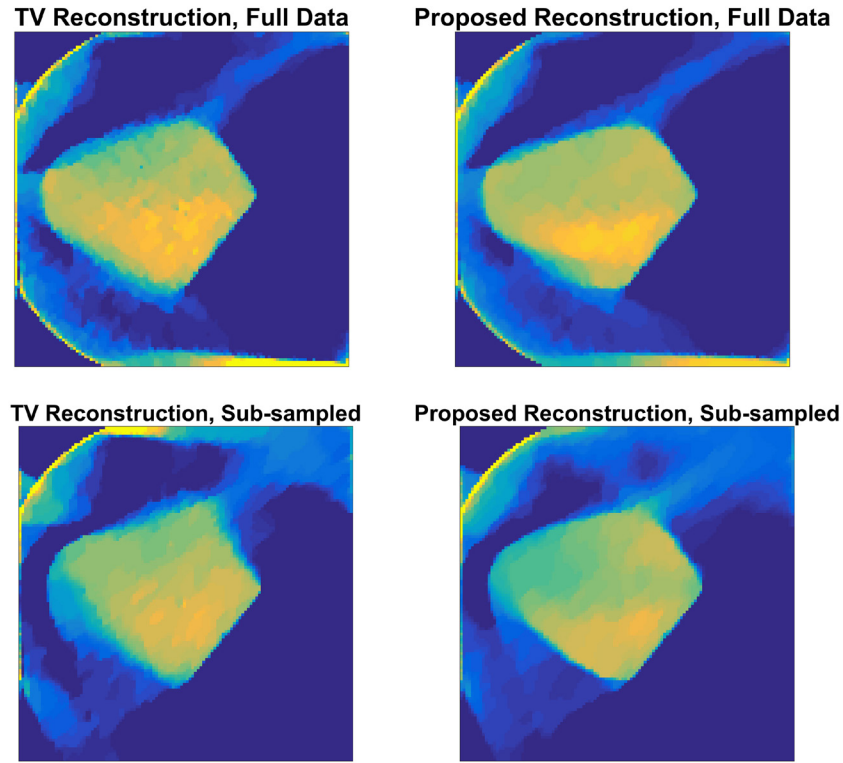 TV Reconstruction, Full Data
Proposed Reconstruction, Full Data
TV Reconstruction, Sub-sampled
Proposed Reconstruction, Sub-sampled